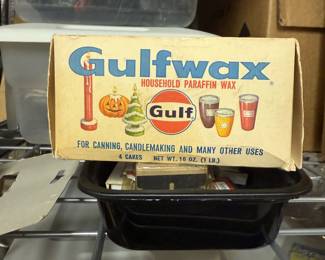 Gulfwax®
HOUSEHOLD PARAFFIN WAX
Gulf
FOR CANNING, CANDLEMAKING AND MANY OTHER USES
4 CAKES NET WT. 16 OZ. (1 LB.)